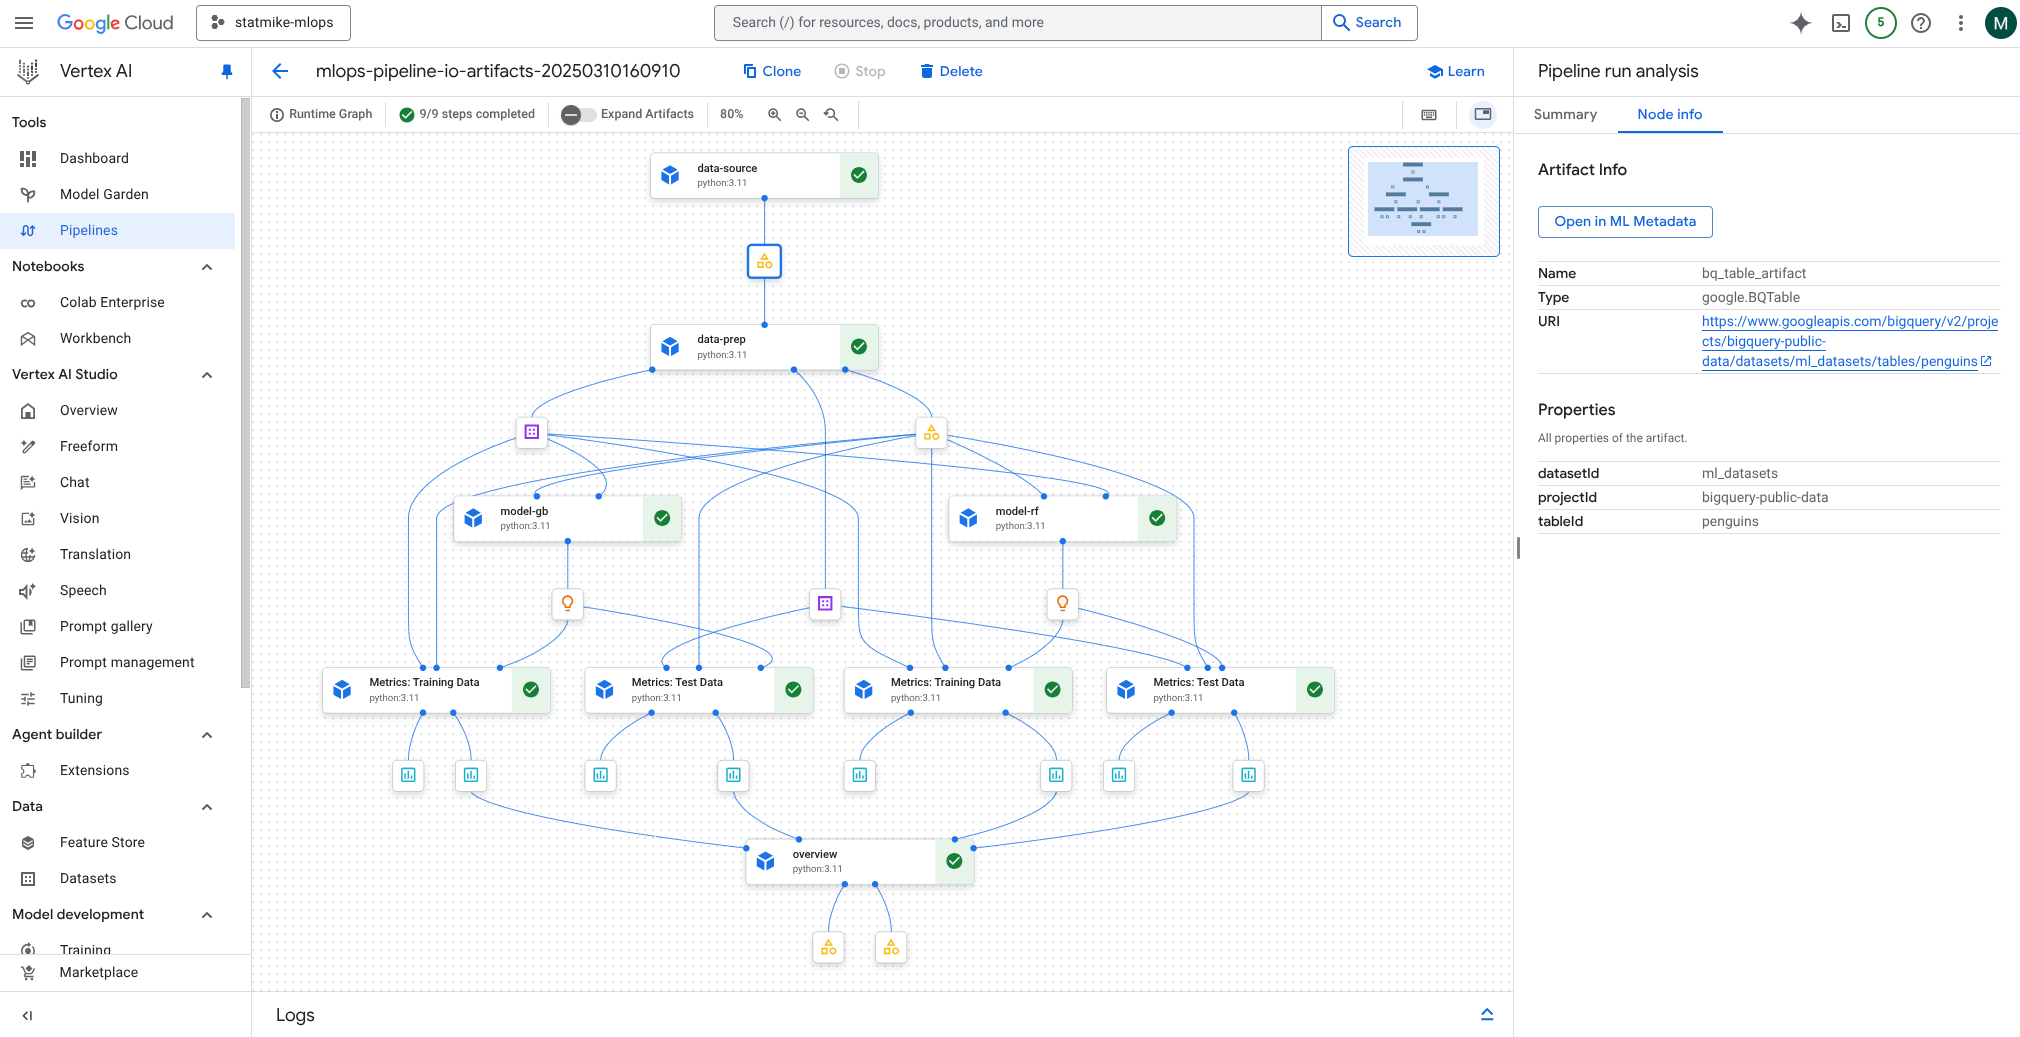 Google Cloud
statmike-mlops
Search (/) for resources, docs, products, and more
Search
5
M
Vertex AI
Tools
Dashboard
Model Garden
Pipelines
Notebooks
Colab Enterprise
Workbench
Vertex AI Studio
Overview
Freeform
Chat
Vision
Translation
Speech
Prompt gallery
Prompt management
Tuning
Agent builder
Extensions
Data
Feature Store
Datasets
Model development
Training
Marketplace
mlops-pipeline-io-artifacts-20250310160910
Clone
Stop
Delete
Learn
Runtime Graph
9/9 steps completed
Expand Artifacts
80%
data-source
python:3.11
data-prep
python:3.11
model-gb
python:3.11
model-rf
python:3.11
Metrics: Training Data
python:3.11
Metrics: Test Data
python:3.11
Metrics: Training Data
python:3.11
Metrics: Test Data
python:3.11
overview
python:3.11
Logs
Pipeline run analysis
Summary
Node info
Artifact Info
Open in ML Metadata
Name bq_table_artifact
Type google.BQTable
URI https://www.googleapis.com/bigquery/v2/proje
cts/bigquery-public-
data/datasets/ml_datasets/tables/penguins
Properties
All properties of the artifact.
datasetId ml_datasets
projectId bigquery-public-data
tableId penguins